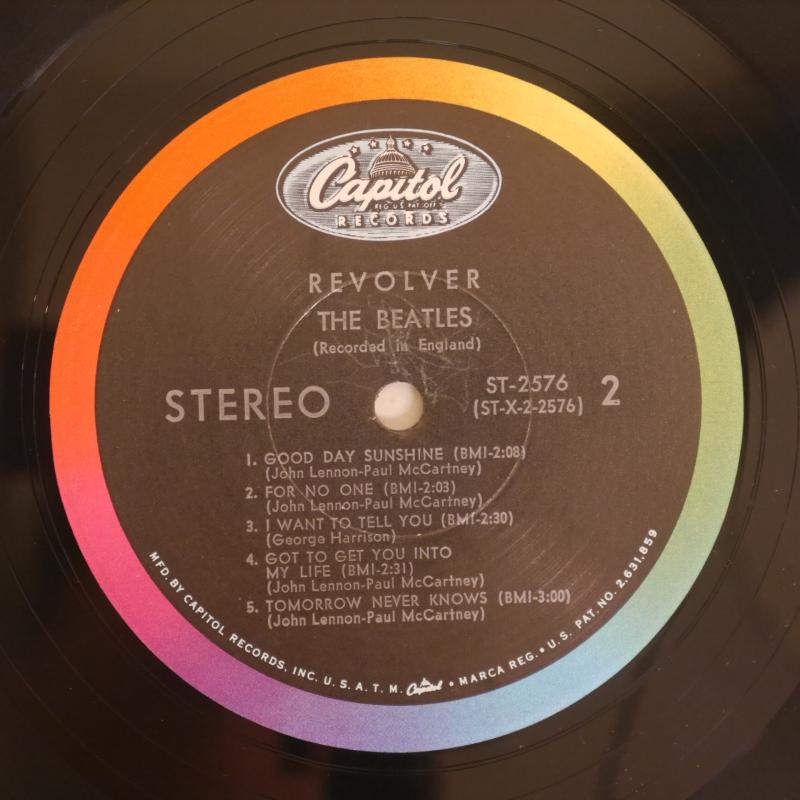 Capitol
REG. U.S. PAT. OFF.
RECORDS
REVOLVER
THE BEATLES
(Recorded in England)
STEREO
ST-2576
(ST-X-2-2576)
2
1. GOOD DAY SUNSHINE (BMI-2:08)
(John Lennon-Paul McCartney)
2. FOR NO ONE (BMI-2:03)
(John Lennon-Paul McCartney)
3. I WANT TO TELL YOU (BMI-2:30)
(George Harrison)
4. GOT TO GET YOU INTO
MY LIFE (BMI-2:31)
(John Lennon-Paul McCartney)
5. TOMORROW NEVER KNOWS (BMI-3:00)
(John Lennon-Paul McCartney)
MFD. BY CAPITOL RECORDS, INC. U.S.A. T.M. Capitol • MARCA REG. • U.S. PAT. NO. 2,631,859